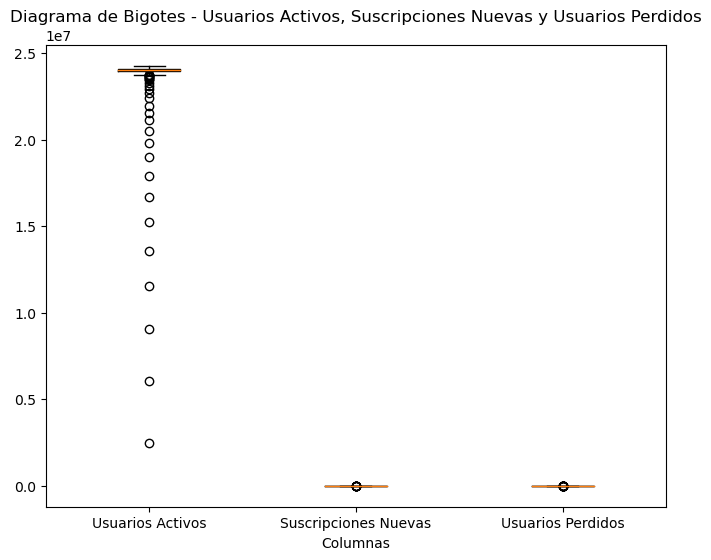 Diagrama de Bigotes - Usuarios Activos, Suscripciones Nuevas y Usuarios Perdidos
1e7
2.5
2.0
1.5
1.0
0.5
0.0
Usuarios Activos Suscripciones Nuevas Usuarios Perdidos
Columnas